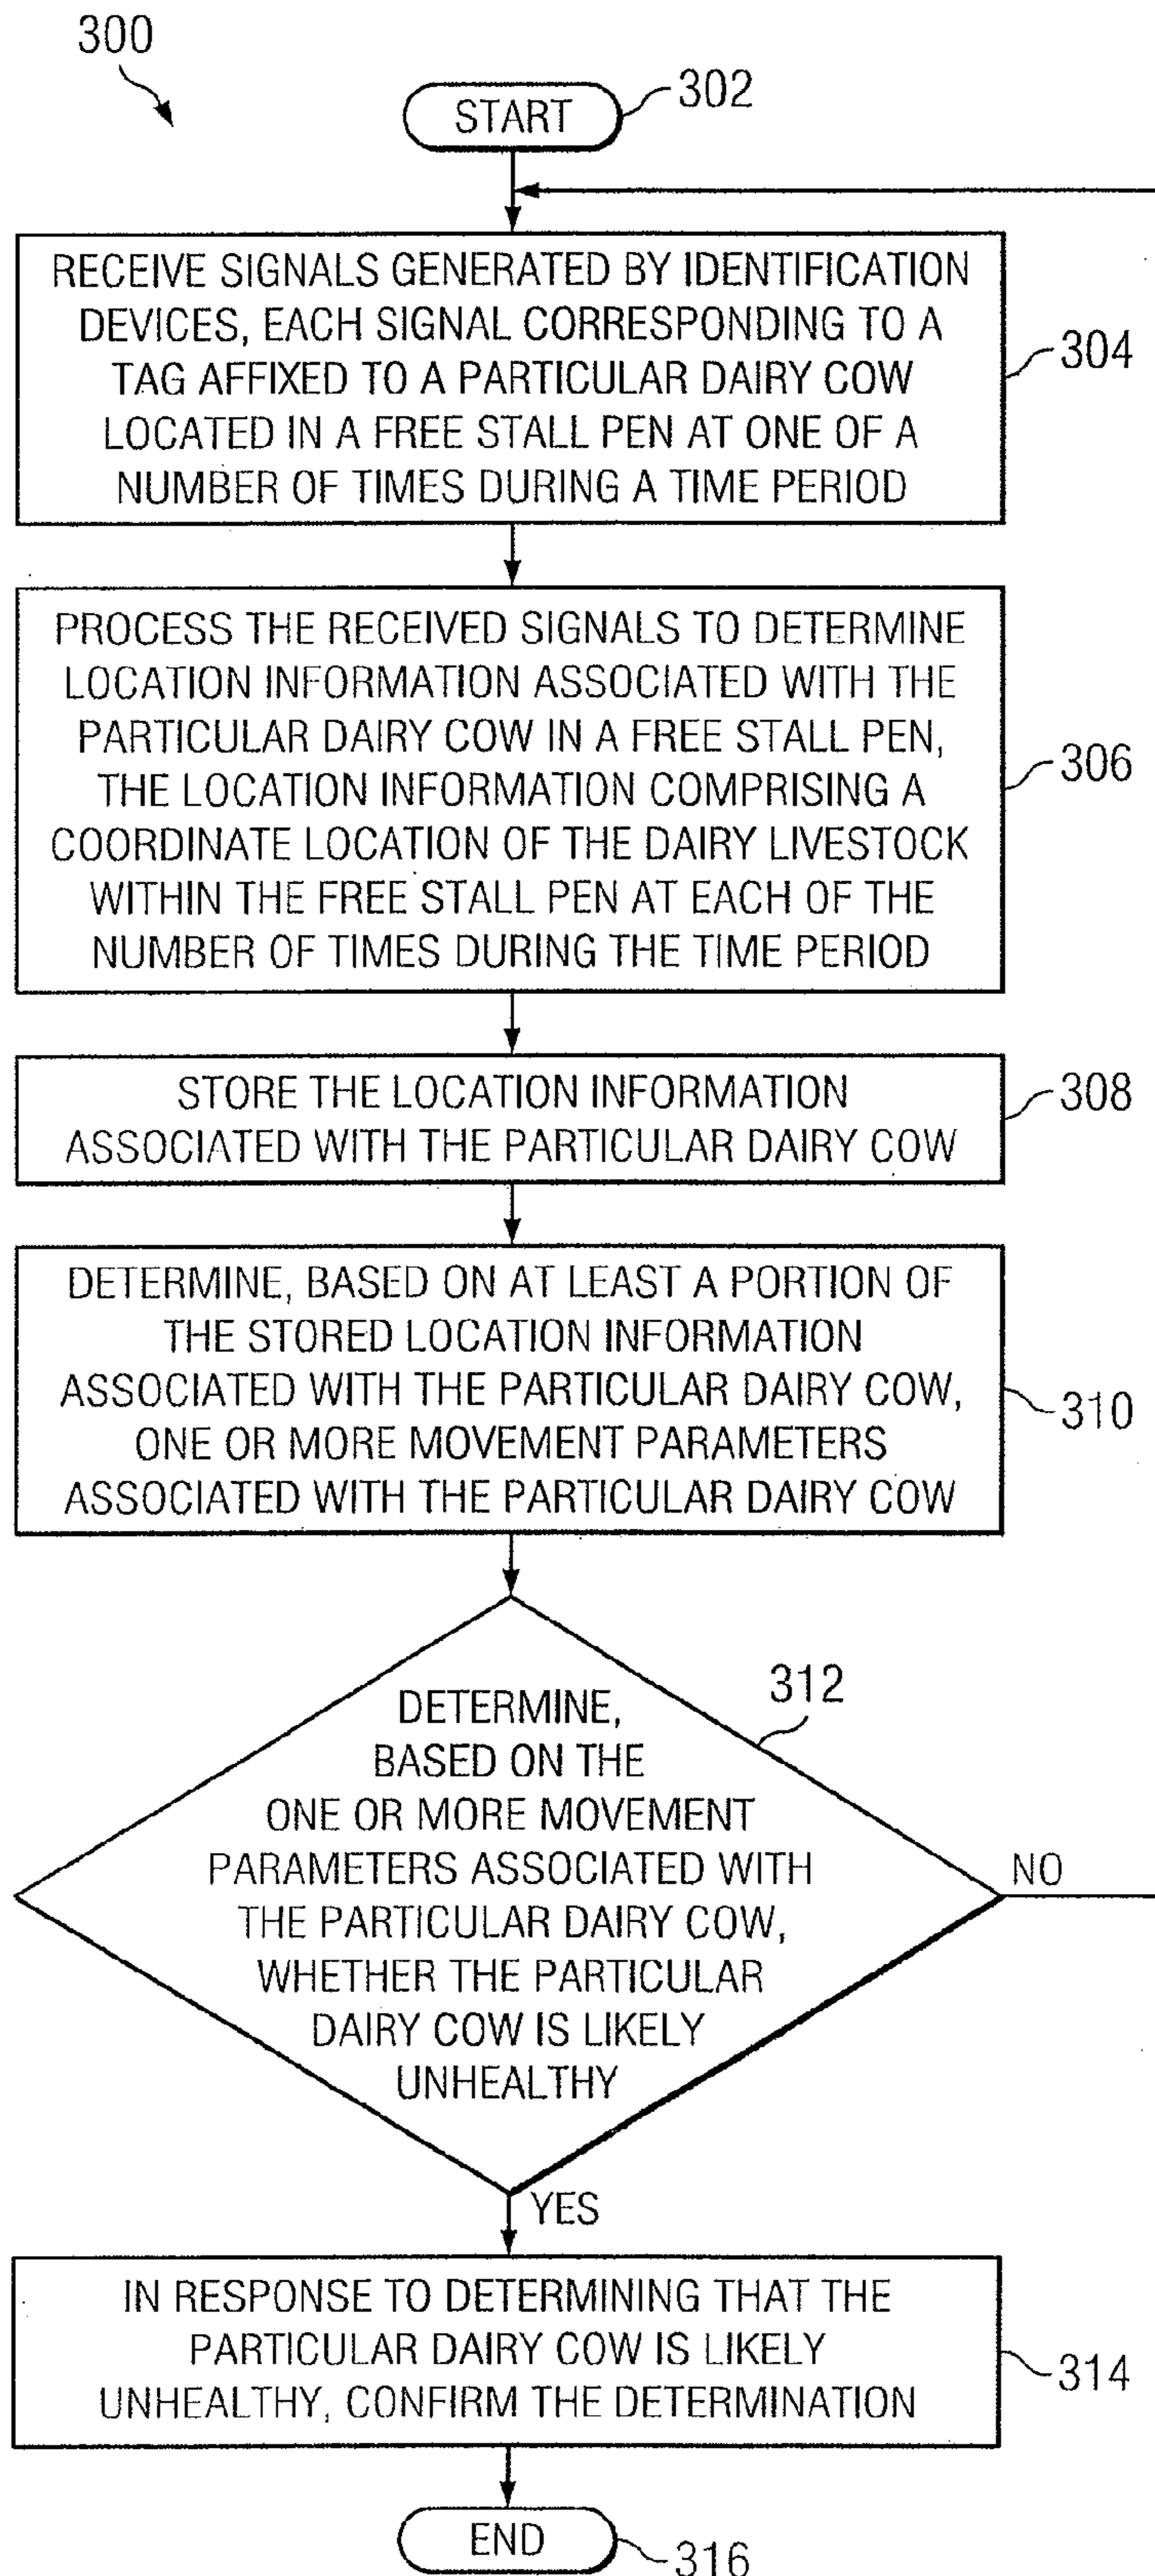 300
START
302
RECEIVE SIGNALS GENERATED BY IDENTIFICATION
DEVICES, EACH SIGNAL CORRESPONDING TO A
TAG AFFIXED TO A PARTICULAR DAIRY COW
LOCATED IN A FREE STALL PEN AT ONE OF A
NUMBER OF TIMES DURING A TIME PERIOD
304
PROCESS THE RECEIVED SIGNALS TO DETERMINE
LOCATION INFORMATION ASSOCIATED WITH THE
PARTICULAR DAIRY COW IN A FREE STALL PEN,
THE LOCATION INFORMATION COMPRISING A
COORDINATE LOCATION OF THE DAIRY LIVESTOCK
WITHIN THE FREE STALL PEN AT EACH OF THE
NUMBER OF TIMES DURING THE TIME PERIOD
306
STORE THE LOCATION INFORMATION
ASSOCIATED WITH THE PARTICULAR DAIRY COW
308
DETERMINE, BASED ON AT LEAST A PORTION OF
THE STORED LOCATION INFORMATION
ASSOCIATED WITH THE PARTICULAR DAIRY COW,
ONE OR MORE MOVEMENT PARAMETERS
ASSOCIATED WITH THE PARTICULAR DAIRY COW
310
DETERMINE,
BASED ON THE
ONE OR MORE MOVEMENT
PARAMETERS ASSOCIATED WITH
THE PARTICULAR DAIRY COW,
WHETHER THE PARTICULAR
DAIRY COW IS LIKELY
UNHEALTHY
312
NO
YES
IN RESPONSE TO DETERMINING THAT THE
PARTICULAR DAIRY COW IS LIKELY
UNHEALTHY, CONFIRM THE DETERMINATION
314
END
316